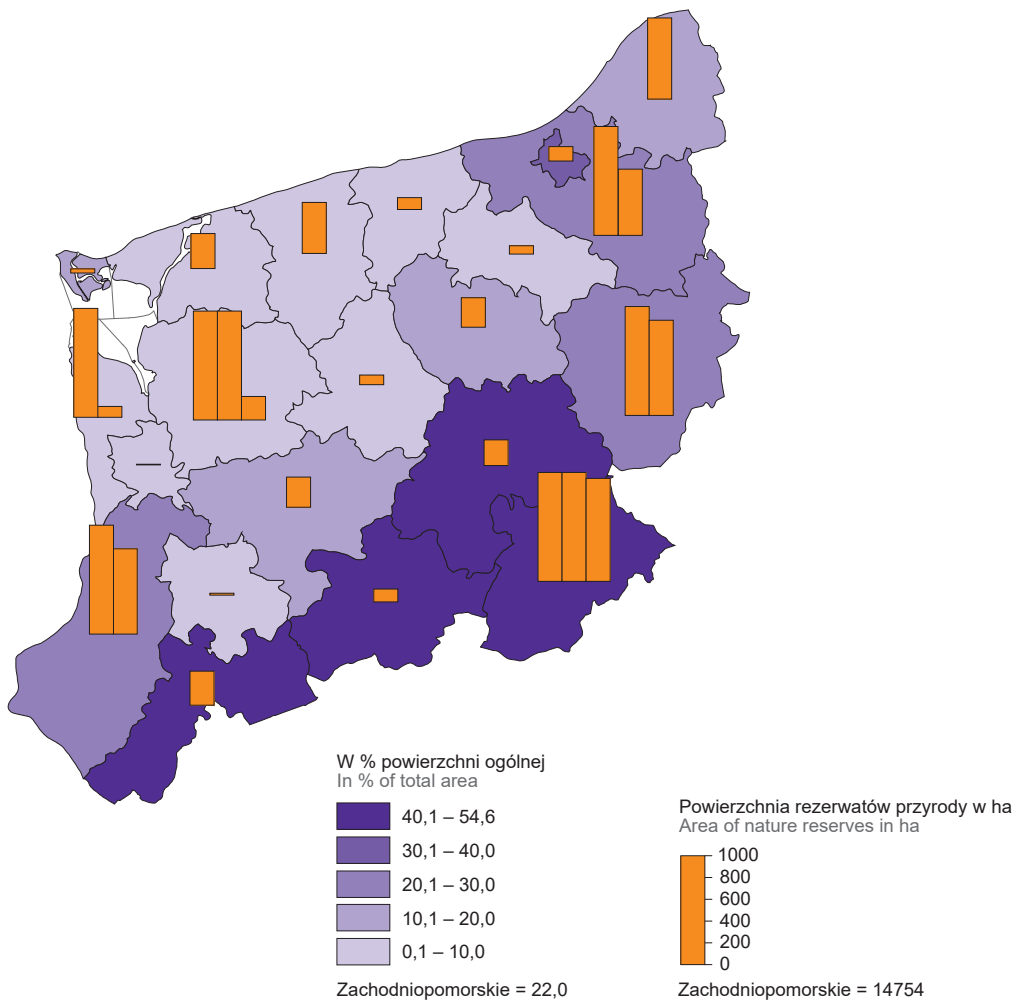 W % powierzchni ogólnej
In % of total area
40,1 – 54,6
30,1 – 40,0
20,1 – 30,0
10,1 – 20,0
0,1 – 10,0
Zachodniopomorskie = 22,0
Powierzchnia rezerwatów przyrody w ha
Area of nature reserves in ha
1000
800
600
400
200
0
Zachodniopomorskie = 14754